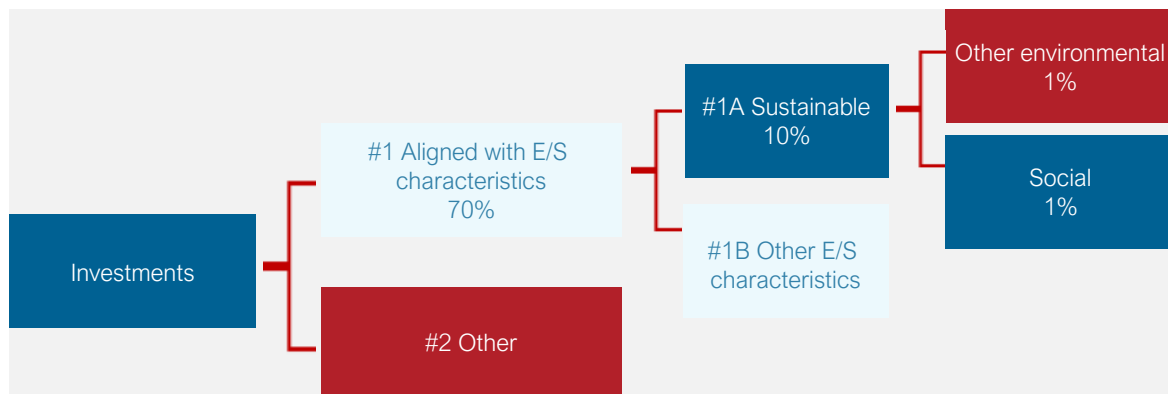 Investments
#1 Aligned with E/S
characteristics
70%
#2 Other
#1A Sustainable
10%
#1B Other E/S
characteristics
Other environmental
1%
Social
1%